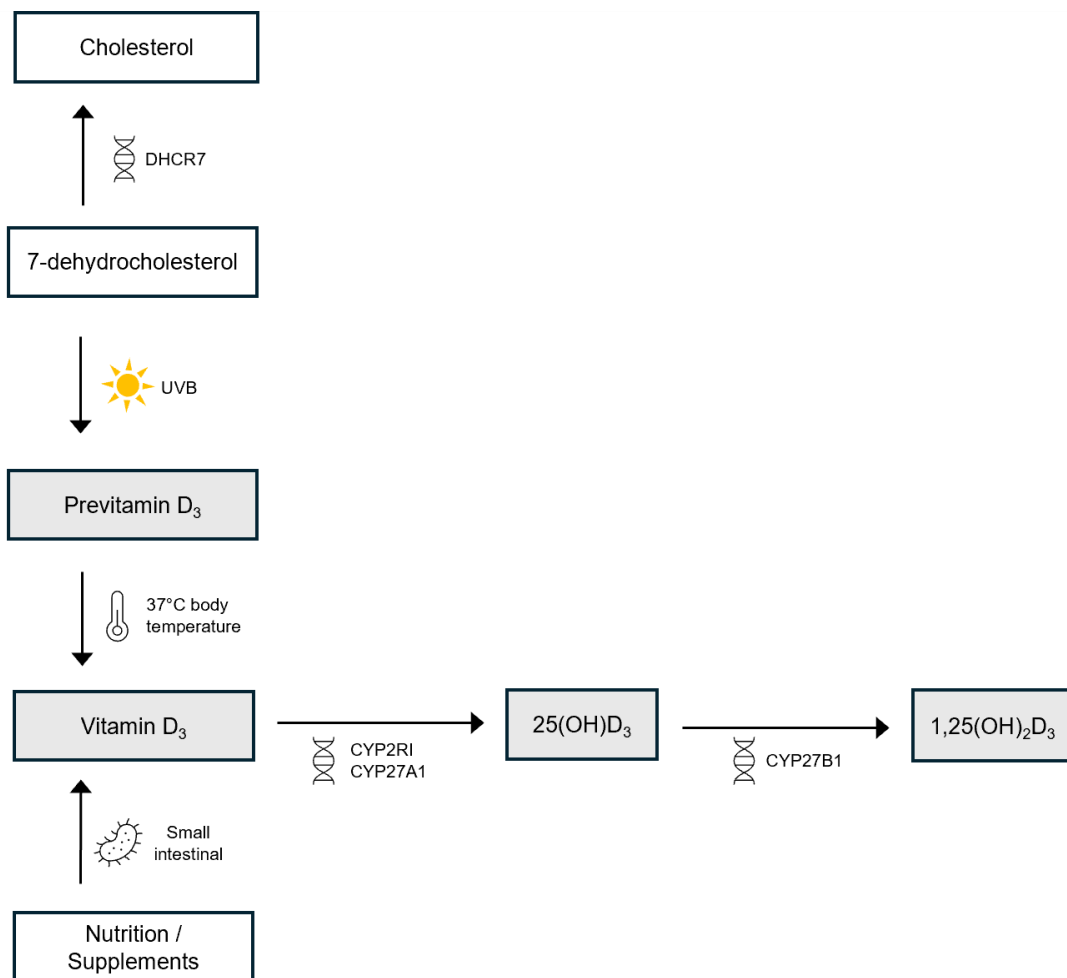 Cholesterol
DHCR7
7-dehydrocholesterol
UVB
Previtamin D₃
37°C body
temperature
Vitamin D₃
CYP2RI
CYP27A1
25(OH)D₃
CYP27B1
1,25(OH)₂D₃
Small
intestinal
Nutrition /
Supplements